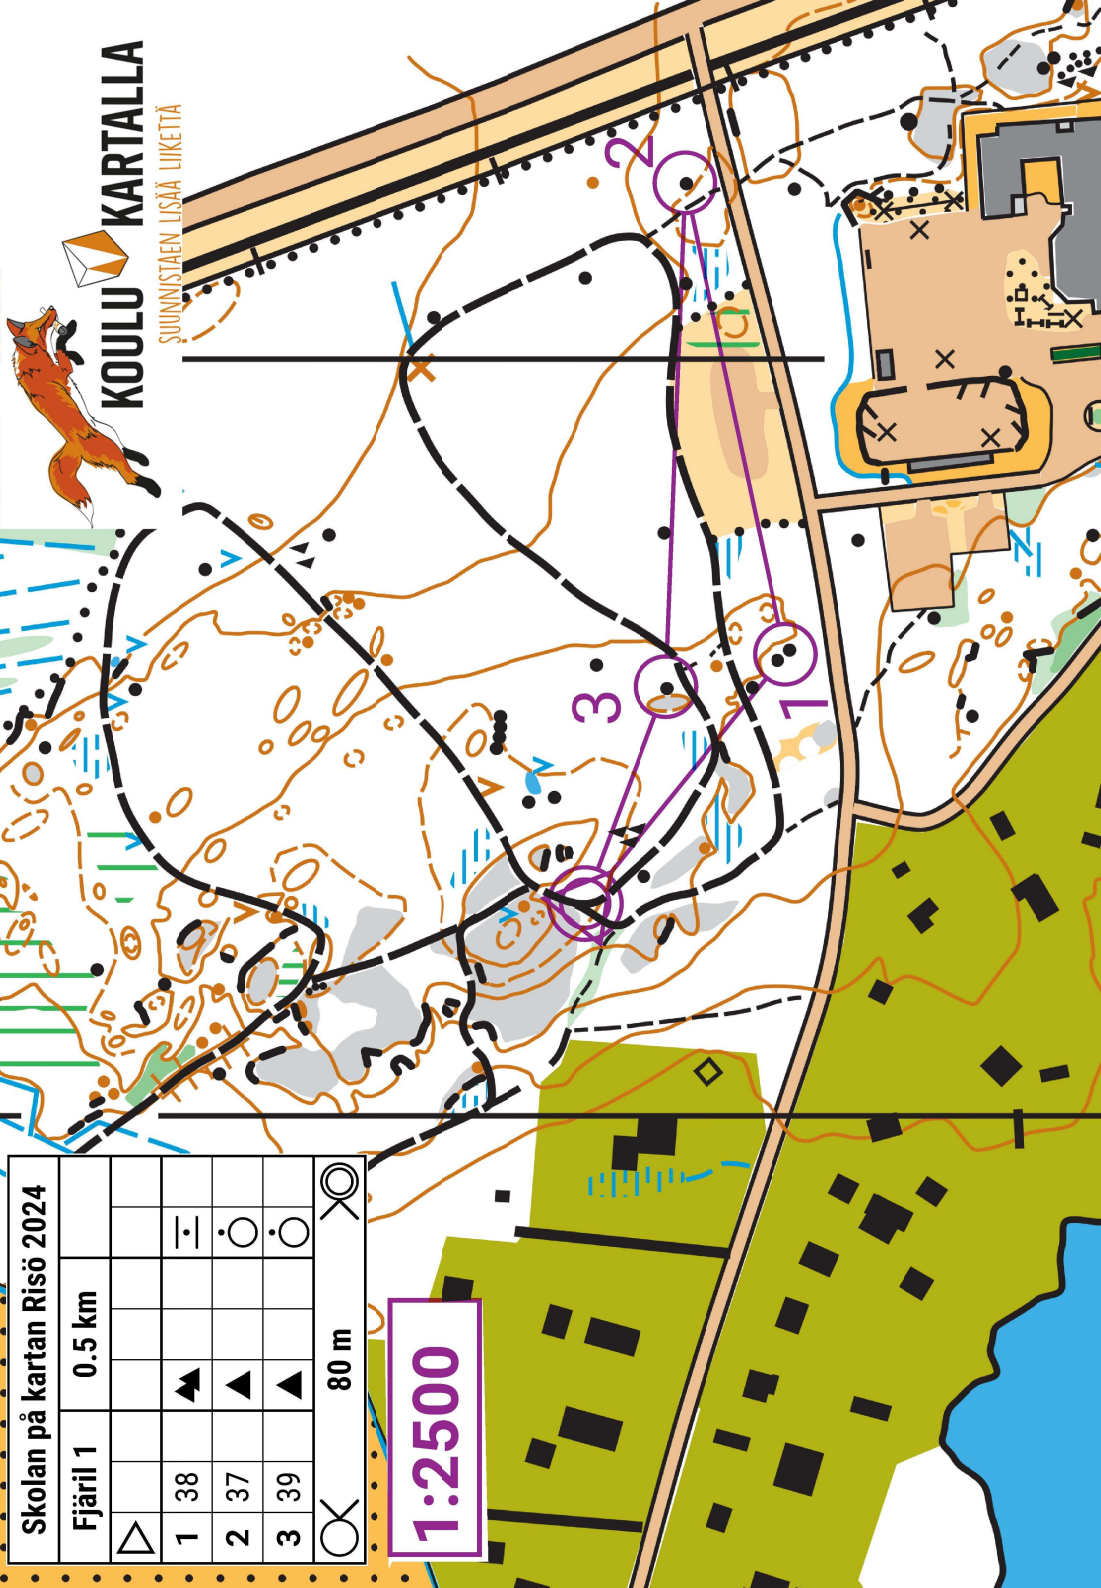 KOULU KARTALLA
SUUNNISTAEN LISÄÄ LIIKETTÄ
Skolan på kartan Risö 2024
Fjäril 1 0.5 km
1 38
2 37
3 39
80 m
1:2500
1
2
3